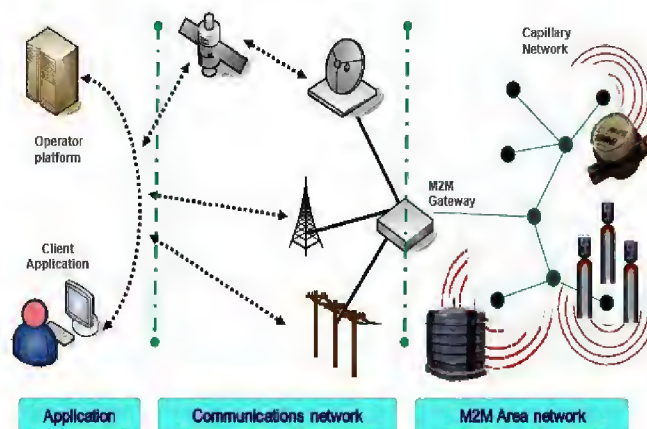 Capillary
Network
Operator
platform
M2M
Gateway
Client
Application
Application
Communications network
M2M Area network